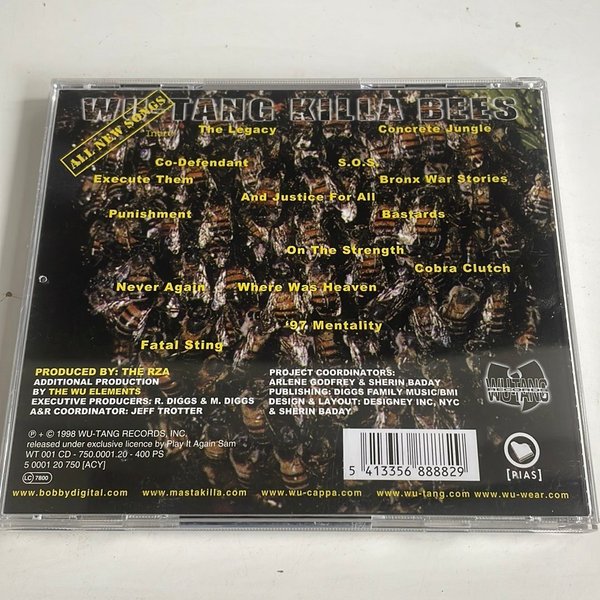 WU-TANG KILLA BEES
ALL NEW SONGS
Intro
The Legacy
Concrete Jungle
Co-Defendant
S.O.S.
Execute Them
Bronx War Stories
And Justice For All
Punishment
Bastards
On The Strength
Cobra Clutch
Never Again
Where Was Heaven
'97 Mentality
Fatal Sting
PRODUCED BY: THE RZA
ADDITIONAL PRODUCTION
BY THE WU ELEMENTS
EXECUTIVE PRODUCERS: R. DIGGS & M. DIGGS
A&R COORDINATOR: JEFF TROTTER
PROJECT COORDINATORS:
ARLENE GODFREY & SHERIN BADAY
PUBLISHING: DIGGS FAMILY MUSIC/BMI
DESIGN & LAYOUT: DESIGNEY INC, NYC
& SHERIN BADAY
WU-TANG
RECORDS
℗ + © 1998 WU-TANG RECORDS, INC.
released under exclusive licence by Play It Again Sam
WT 001 CD - 750.0001.20 - 400 PS
5 0001 20 750 [ACY]
LC 7800
5 413356 888829
[PIAS]
www.bobbydigital.com
www.mastakilla.com
www.wu-cappa.com
www.wu-tang.com
www.wu-wear.com